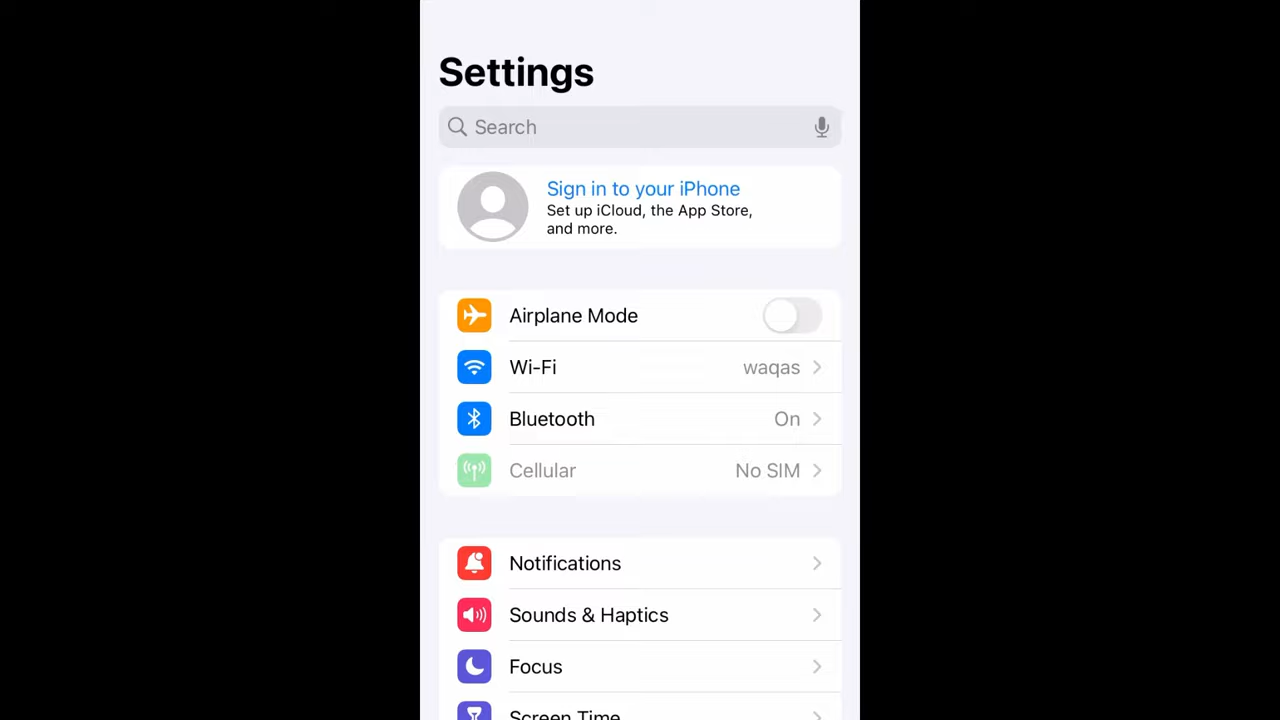 Settings
Search
Sign in to your iPhone
Set up iCloud, the App Store,
and more.
Airplane Mode
Wi-Fi waqas
Bluetooth On
Cellular No SIM
Notifications
Sounds & Haptics
Focus
Screen Time